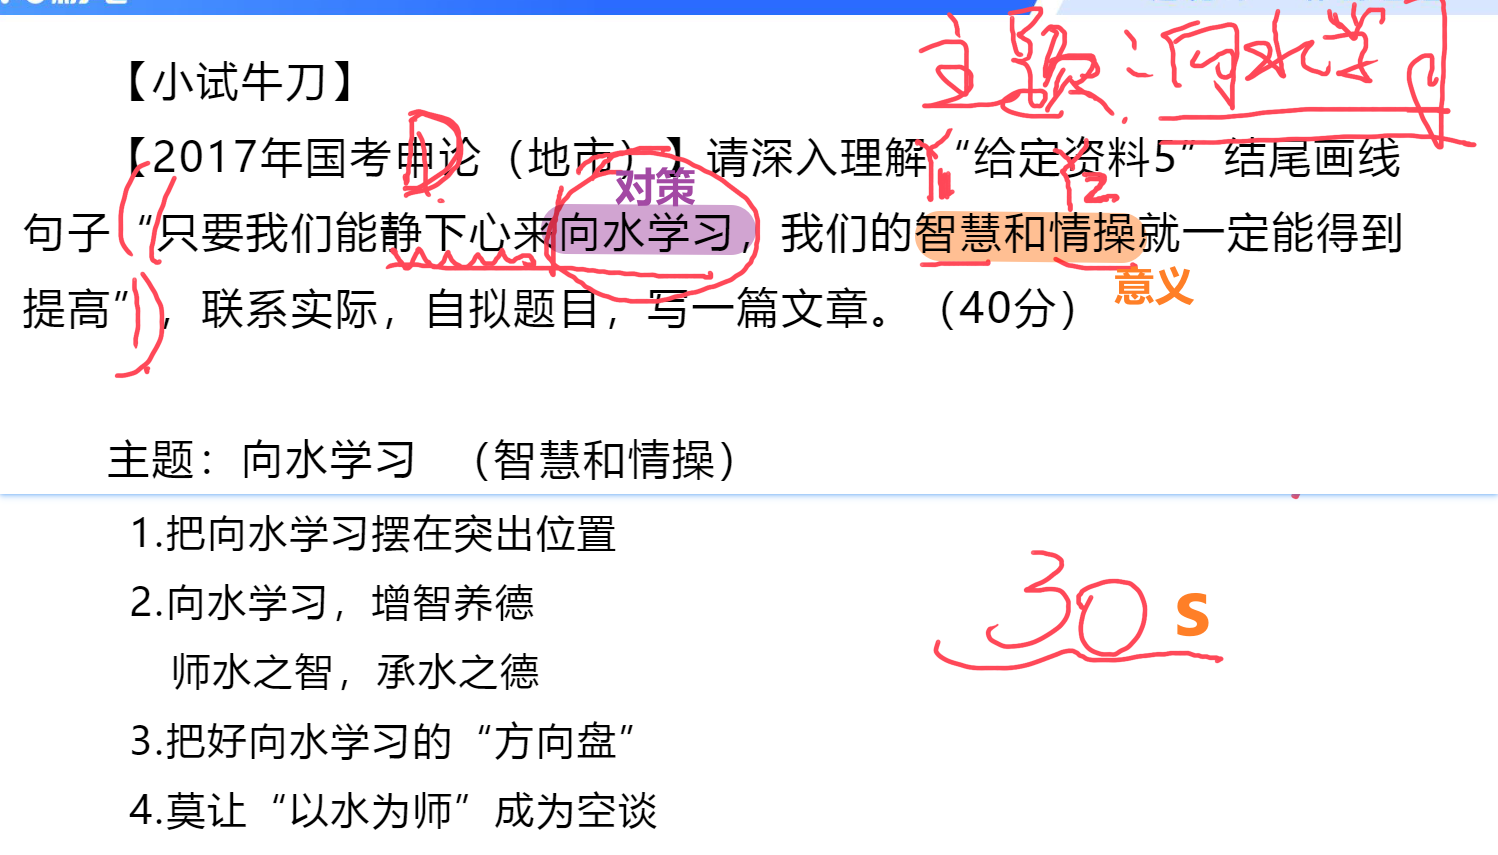 主题：向水学习
【小试牛刀】
【2017年国考申论（地市）】请深入理解“给定资料5”结尾画线
对策
句子“只要我们能静下心来向水学习，我们的智慧和情操就一定能得到
意义
提高”，联系实际，自拟题目，写一篇文章。（40分）
主题：向水学习 （智慧和情操）
1.把向水学习摆在突出位置
2.向水学习，增智养德
师水之智，承水之德
30 s
3.把好向水学习的“方向盘”
4.莫让“以水为师”成为空谈